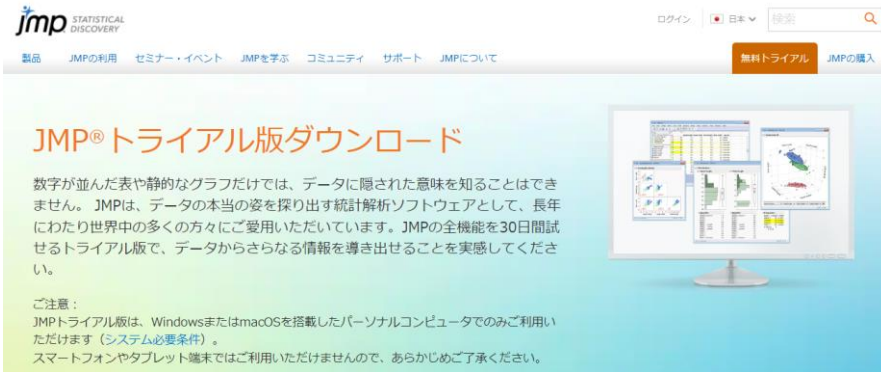 jmp STATISTICAL DISCOVERY
ログイン 日本 検索
製品 JMPの利用 セミナー・イベント JMPを学ぶ コミュニティ サポート JMPについて 無料トライアル JMPの購入
JMP®トライアル版ダウンロード
数字が並んだ表や静的なグラフだけでは、データに隠された意味を知ることはでき
ません。 JMPは、データの本当の姿を探り出す統計解析ソフトウェアとして、長年
にわたり世界中の多くの方々にご愛用いただいています。JMPの全機能を30日間試
せるトライアル版で、データからさらなる情報を導き出せることを実感してくださ
い。
ご注意：
JMPトライアル版は、WindowsまたはmacOSを搭載したパーソナルコンピュータでのみご利用い
ただけます（システム必要条件）。
スマートフォンやタブレット端末ではご利用いただけませんので、あらかじめご了承ください。